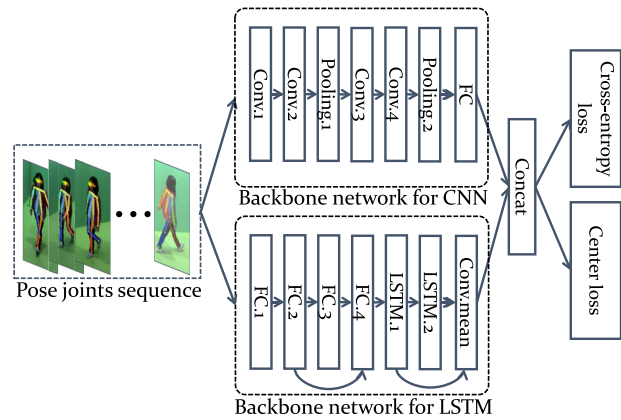 Conv.1
Conv.2
Pooling.1
Conv.3
Conv.4
Pooling.2
FC
Backbone network for CNN
Pose joints sequence
FC.1
FC.2
FC.3
FC.4
LSTM.1
LSTM.2
Conv.mean
Backbone network for LSTM
Concat
Cross-entropy
loss
Center loss